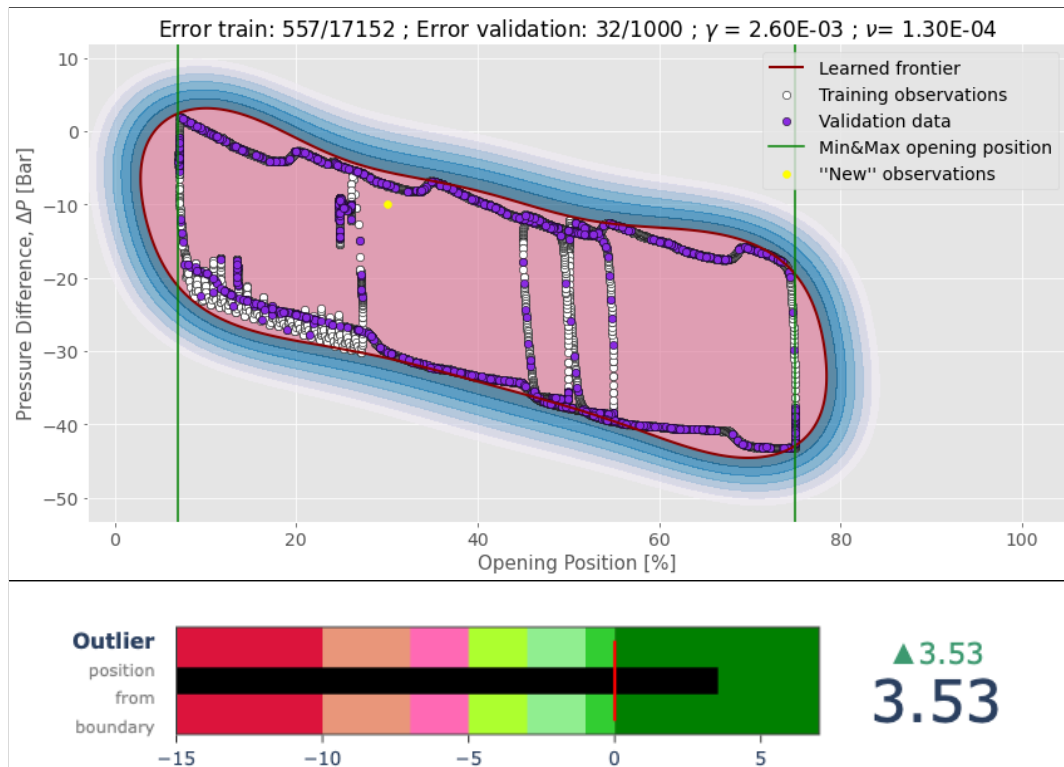 Error train: 557/17152 ; Error validation: 32/1000 ; γ = 2.60E-03 ; ν= 1.30E-04
10
0
−10
−20
−30
−40
−50
Pressure Difference, ΔP [Bar]
Learned frontier
Training observations
Validation data
Min&Max opening position
''New'' observations
0
20
40
60
80
100
Opening Position [%]
Outlier
position
from
boundary
−15
−10
−5
0
5
▲3.53
3.53